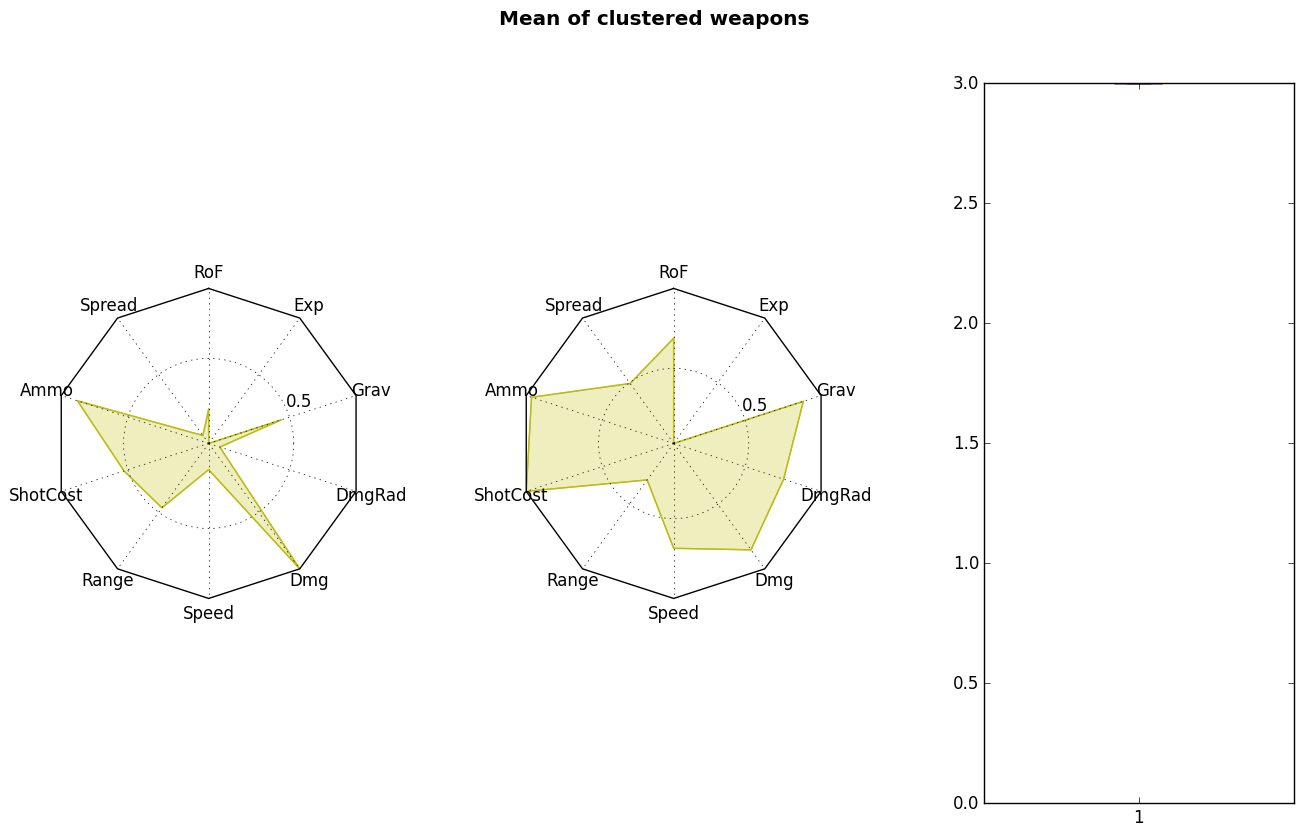 Mean of clustered weapons
RoF
Exp
Spread
Grav
Ammo
0.5
ShotCost
DmgRad
Range
Dmg
Speed
RoF
Exp
Spread
Grav
Ammo
0.5
ShotCost
DmgRad
Range
Dmg
Speed
3.0
2.5
2.0
1.5
1.0
0.5
0.0
1